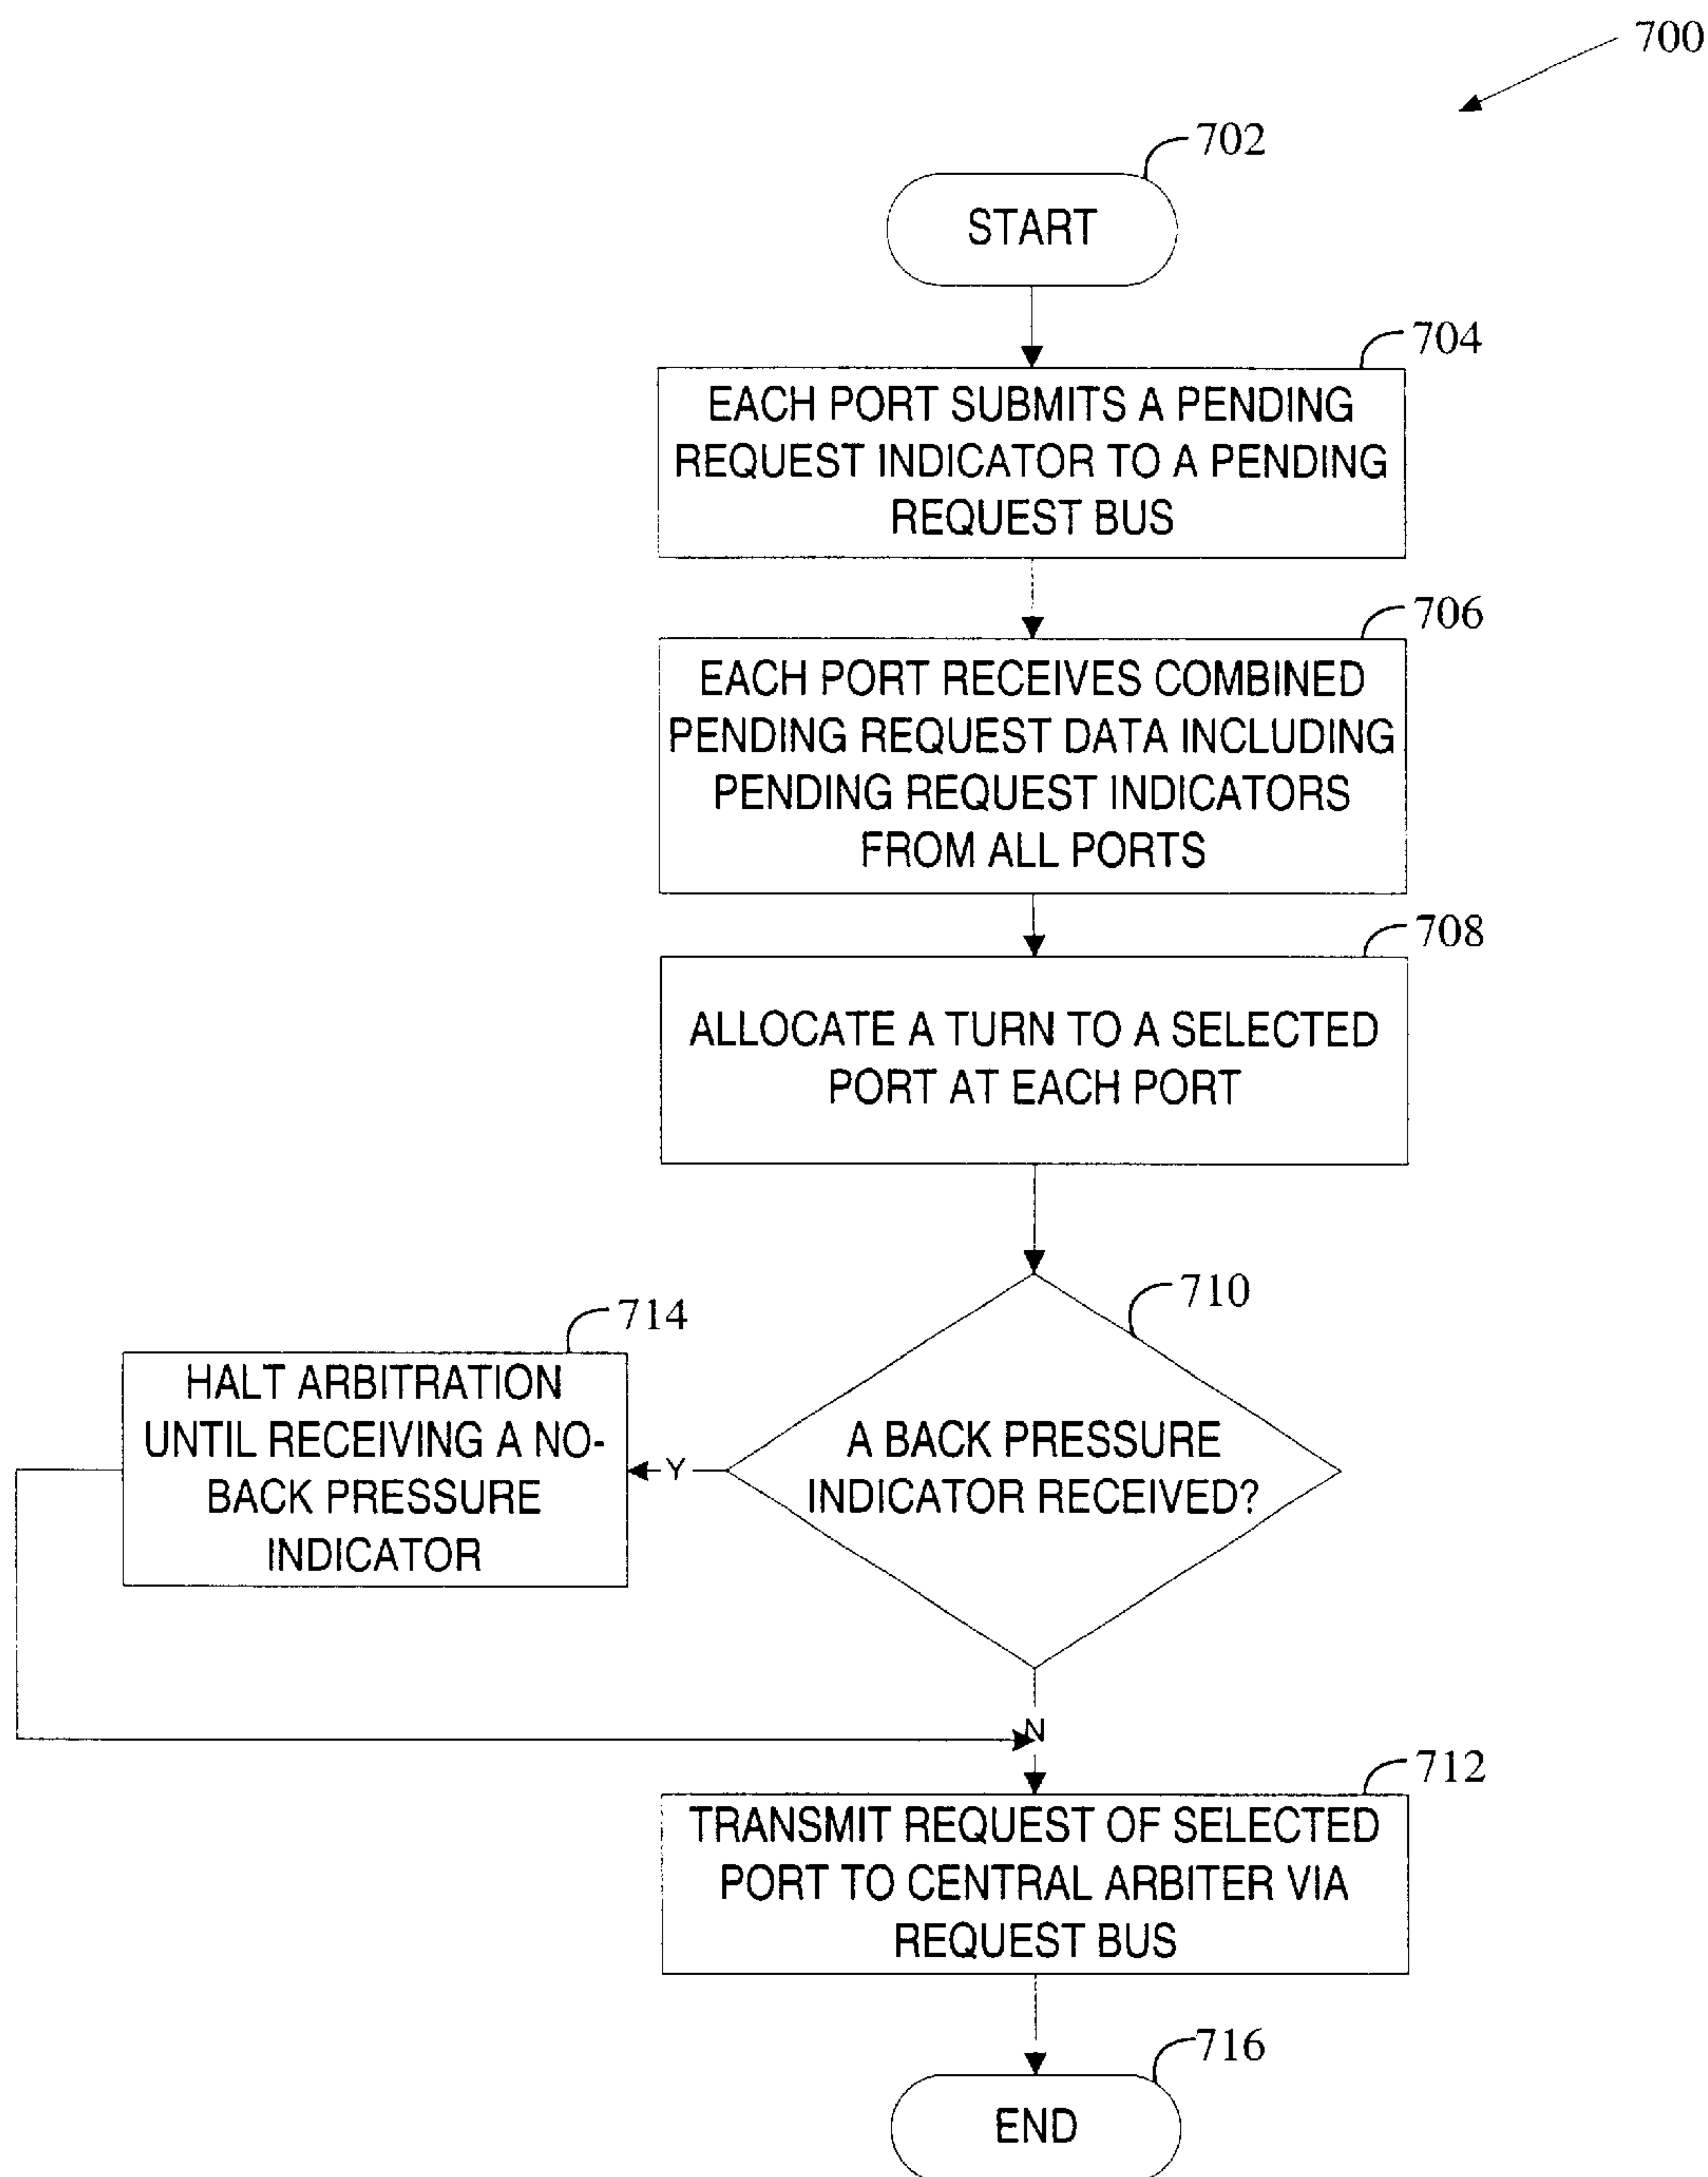 700
702
START
704
EACH PORT SUBMITS A PENDING
REQUEST INDICATOR TO A PENDING
REQUEST BUS
706
EACH PORT RECEIVES COMBINED
PENDING REQUEST DATA INCLUDING
PENDING REQUEST INDICATORS
FROM ALL PORTS
708
ALLOCATE A TURN TO A SELECTED
PORT AT EACH PORT
710
A BACK PRESSURE
INDICATOR RECEIVED?
Y
714
HALT ARBITRATION
UNTIL RECEIVING A NO-
BACK PRESSURE
INDICATOR
N
712
TRANSMIT REQUEST OF SELECTED
PORT TO CENTRAL ARBITER VIA
REQUEST BUS
716
END